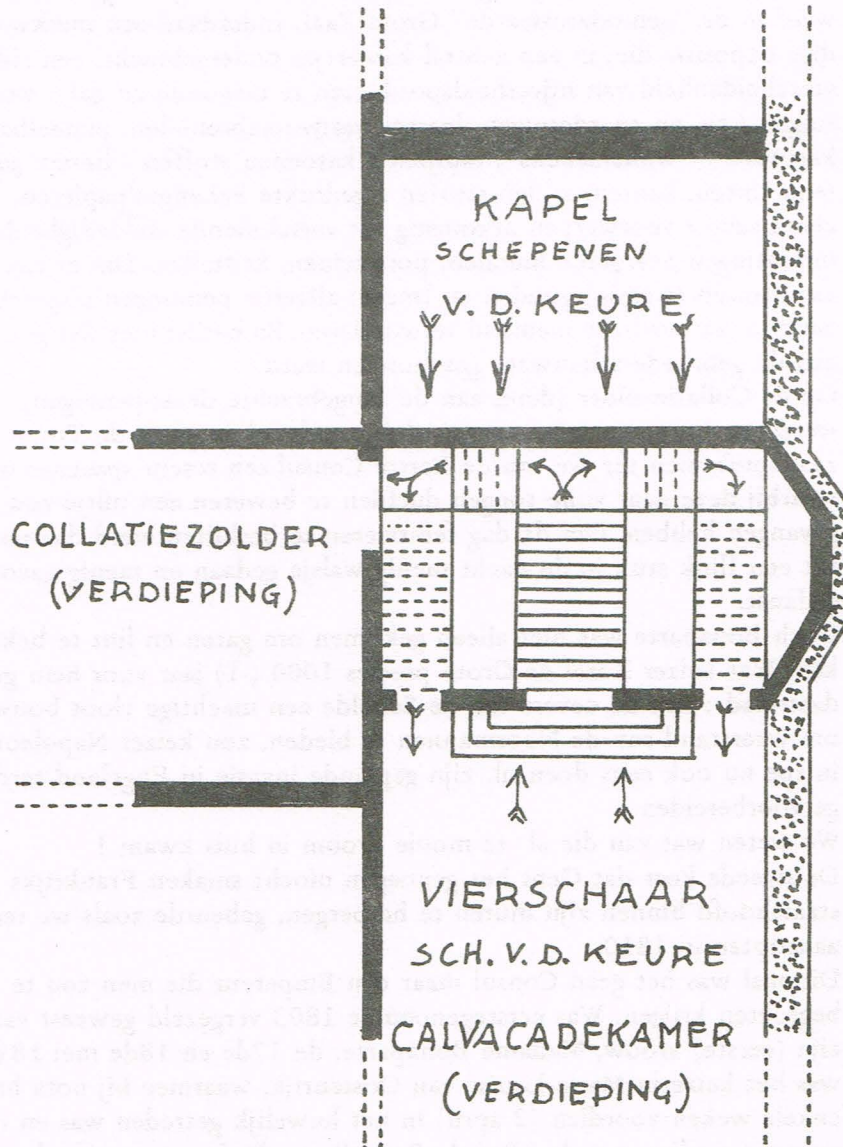 KAPEL
SCHEPENEN
V. D. KEURE
COLLATIEZOLDER
(VERDIEPING)
VIERSCHAAR
SCH. V. D. KEURE
CALVACADEKAMER
(VERDIEPING)